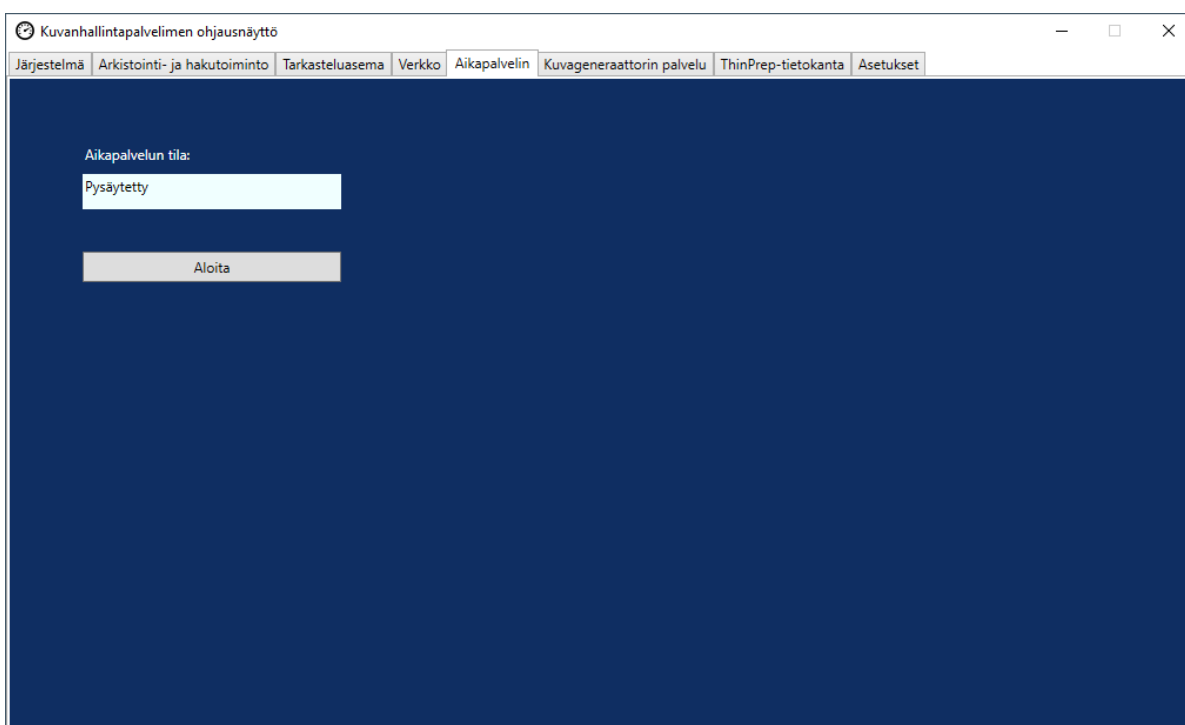 Kuvanhallintapalvelimen ohjausnäyttö
Järjestelmä Arkistointi- ja hakutoiminto Tarkasteluasema Verkko Aikapalvelin Kuvageneraattorin palvelu ThinPrep-tietokanta Asetukset
Aikapalvelun tila:
Pysäytetty
Aloita